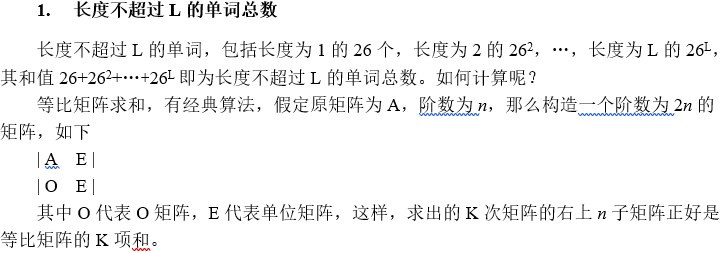 1. 长度不超过 L 的单词总数
长度不超过 L 的单词，包括长度为 1 的 26 个，长度为 2 的 26²，…，长度为 L 的 26ᴸ，
其和值 26+26²+…+26ᴸ 即为长度不超过 L 的单词总数。如何计算呢？
等比矩阵求和，有经典算法，假定原矩阵为 A，阶数为 n，那么构造一个阶数为 2n 的
矩阵，如下
|A E|
|O E|
其中 O 代表 O 矩阵，E 代表单位矩阵，这样，求出的 K 次矩阵的右上 n 子矩阵正好是
等比矩阵的 K 项和。